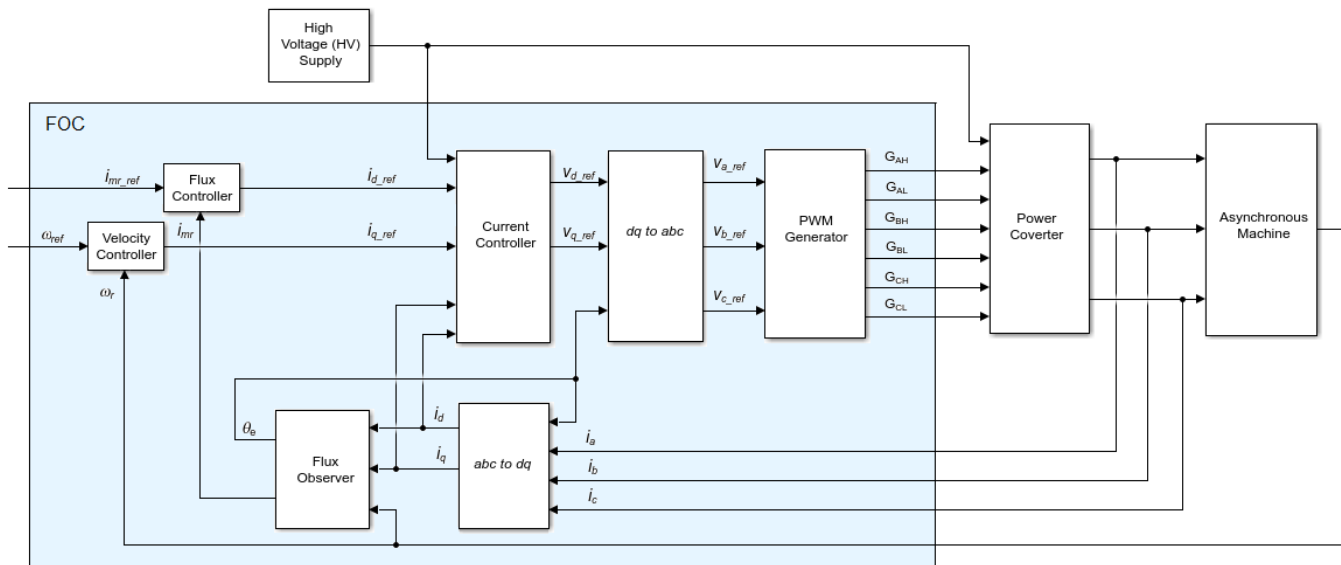 High
Voltage (HV)
Supply
FOC
i_mr_ref
Flux
Controller
i_d_ref
ω_ref
Velocity
Controller
i_mr
i_q_ref
ω_r
Current
Controller
v_d_ref
v_q_ref
dq to abc
v_a_ref
v_b_ref
v_c_ref
PWM
Generator
G_AH
G_AL
G_BH
G_BL
G_CH
G_CL
Power
Coverter
Asynchronous
Machine
θ_e
Flux
Observer
i_d
i_q
abc to dq
i_a
i_b
i_c